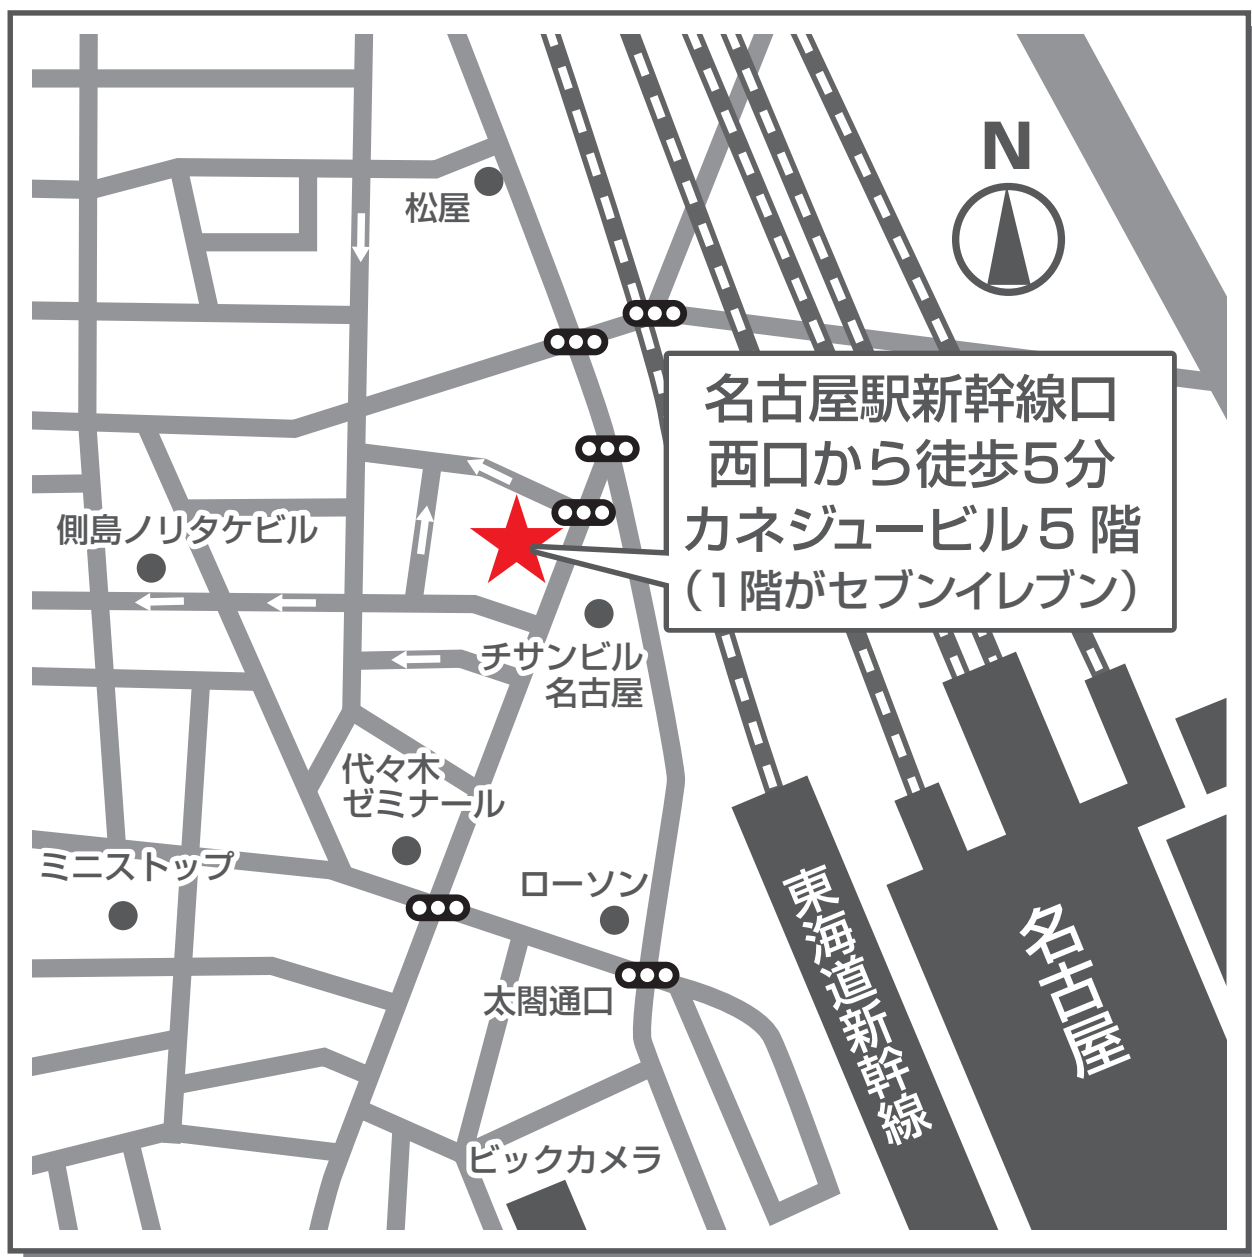 N
松屋
名古屋駅新幹線口
西口から徒歩5分
カネジュービル5階
（1階がセブンイレブン）
側島ノリタケビル
チサンビル
名古屋
代々木
ゼミナール
ミニストップ
ローソン
太閤通口
東海道新幹線
名古屋
ビックカメラ